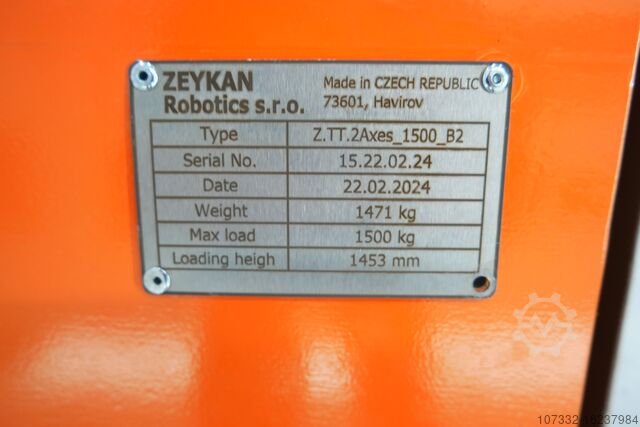 ZEYKAN
Robotics s.r.o.
Made in CZECH REPUBLIC
73601, Havirov
Type Z.TT.2Axes_1500_B2
Serial No. 15.22.02.24
Date 22.02.2024
Weight 1471 kg
Max load 1500 kg
Loading heigh 1453 mm